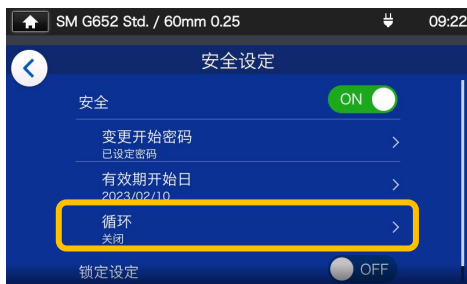 SM G652 Std. / 60mm 0.25 09:22
安全设定
安全 ON
变更开始密码
已设定密码
有效期开始日
2023/02/10
循环
关闭
锁定设定 OFF